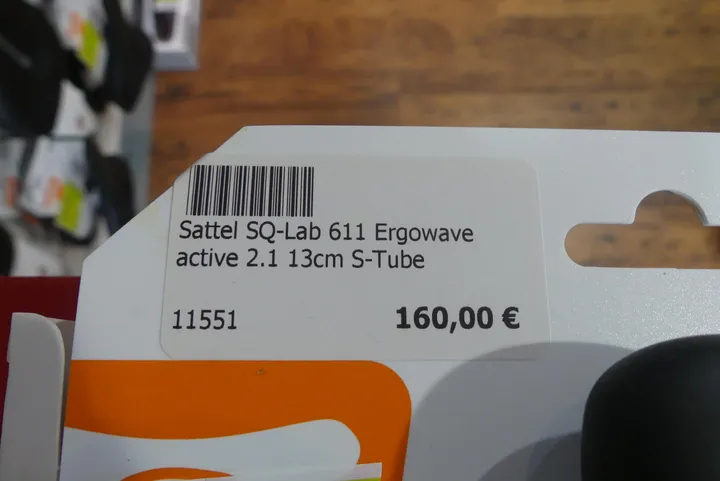 Sattel SQ-Lab 611 Ergowave
active 2.1 13cm S-Tube
11551 160,00 €